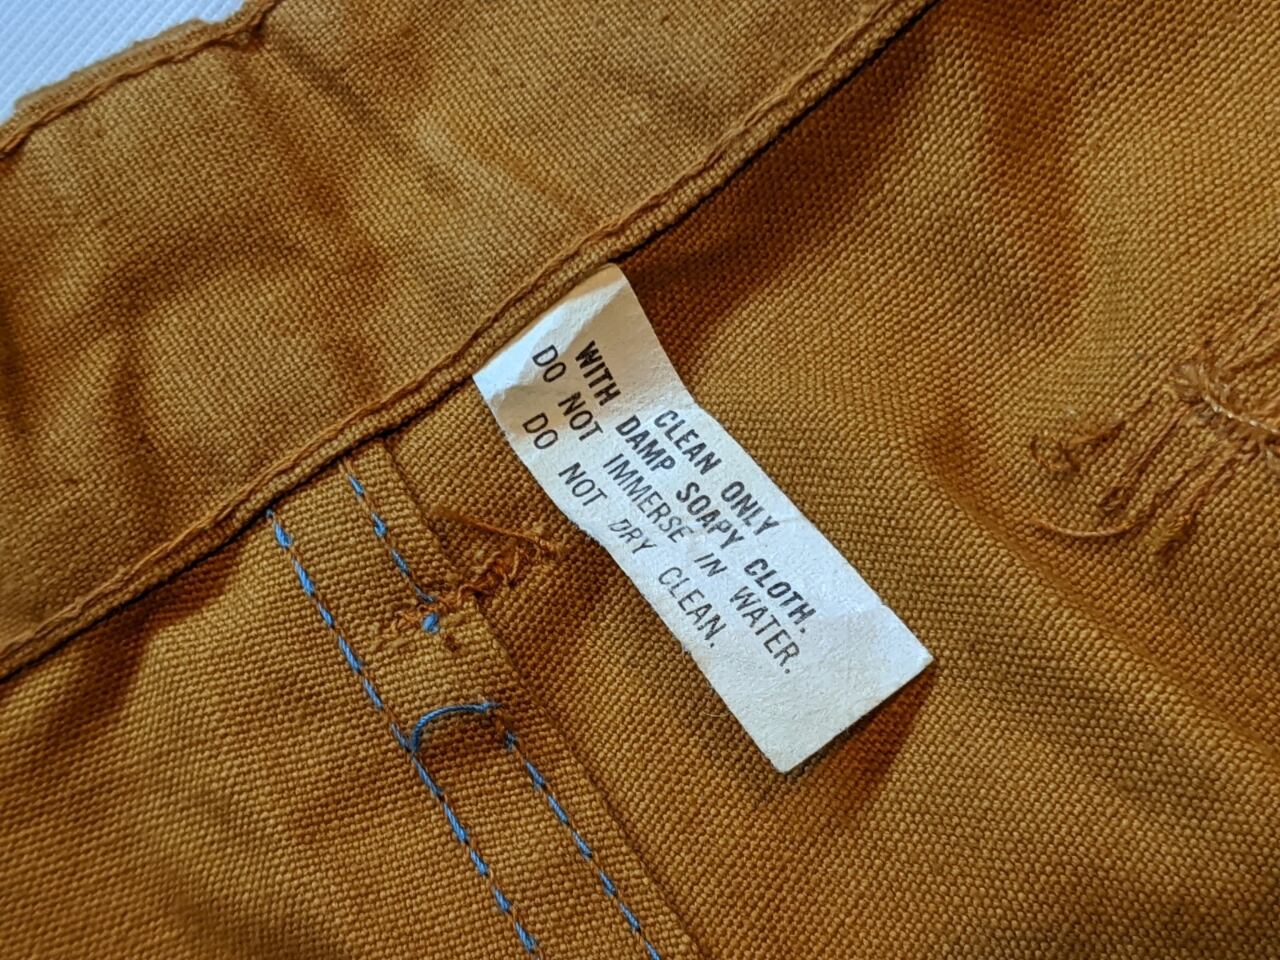 CLEAN ONLY
WITH DAMP SOAPY CLOTH.
DO NOT IMMERSE IN WATER.
DO NOT DRY CLEAN.